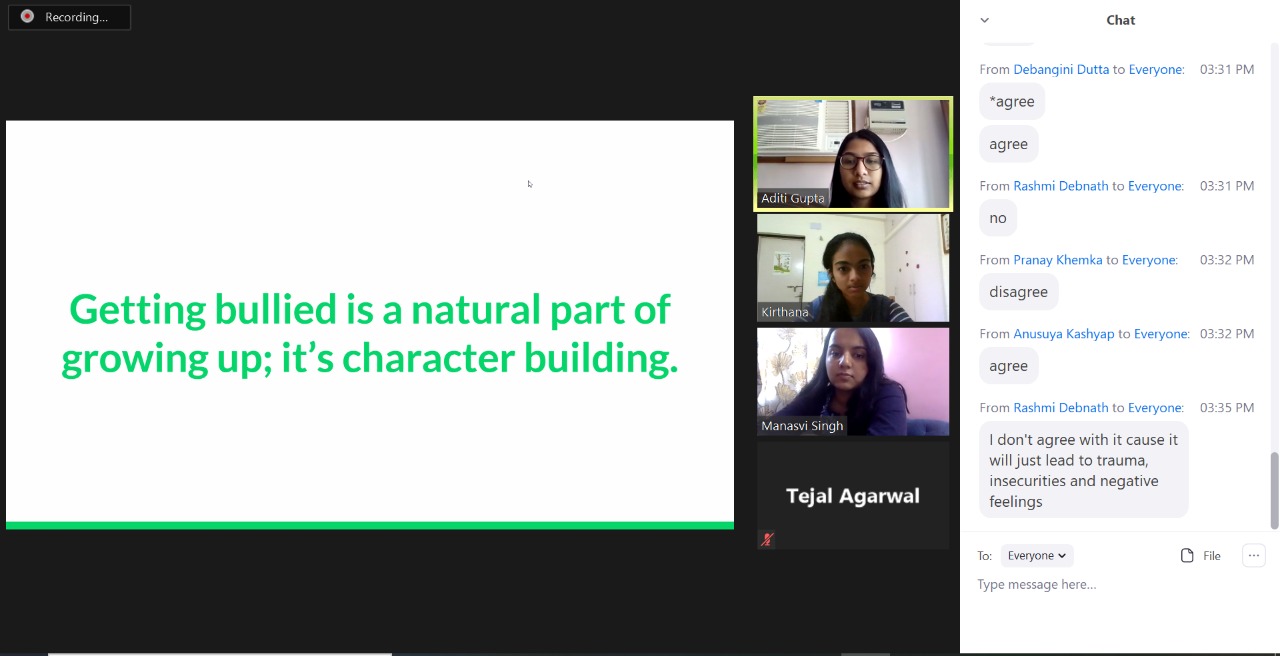 Recording...
Getting bullied is a natural part of
growing up; it's character building.
Aditi Gupta
Kirthana
Manasvi Singh
Tejal Agarwal
Chat
From Debangini Dutta to Everyone: 03:31 PM
*agree
agree
From Rashmi Debnath to Everyone: 03:31 PM
no
From Pranay Khemka to Everyone: 03:32 PM
disagree
From Anusuya Kashyap to Everyone: 03:32 PM
agree
From Rashmi Debnath to Everyone: 03:35 PM
I don't agree with it cause it
will just lead to trauma,
insecurities and negative
feelings
To: Everyone File
Type message here...